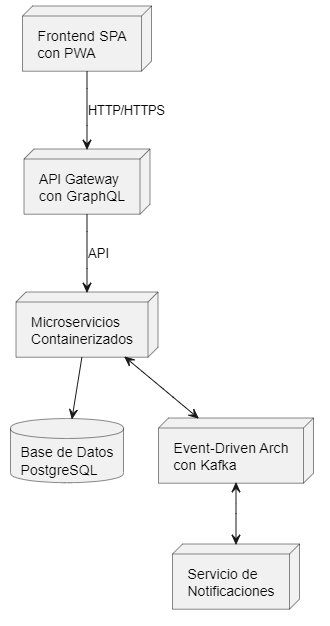 Frontend SPA
con PWA
HTTP/HTTPS
API Gateway
con GraphQL
API
Microservicios
Containerizados
Base de Datos
PostgreSQL
Event-Driven Arch
con Kafka
Servicio de
Notificaciones